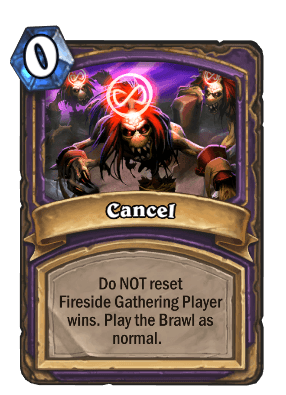 0
Cancel
Do NOT reset
Fireside Gathering Player
wins. Play the Brawl as
normal.